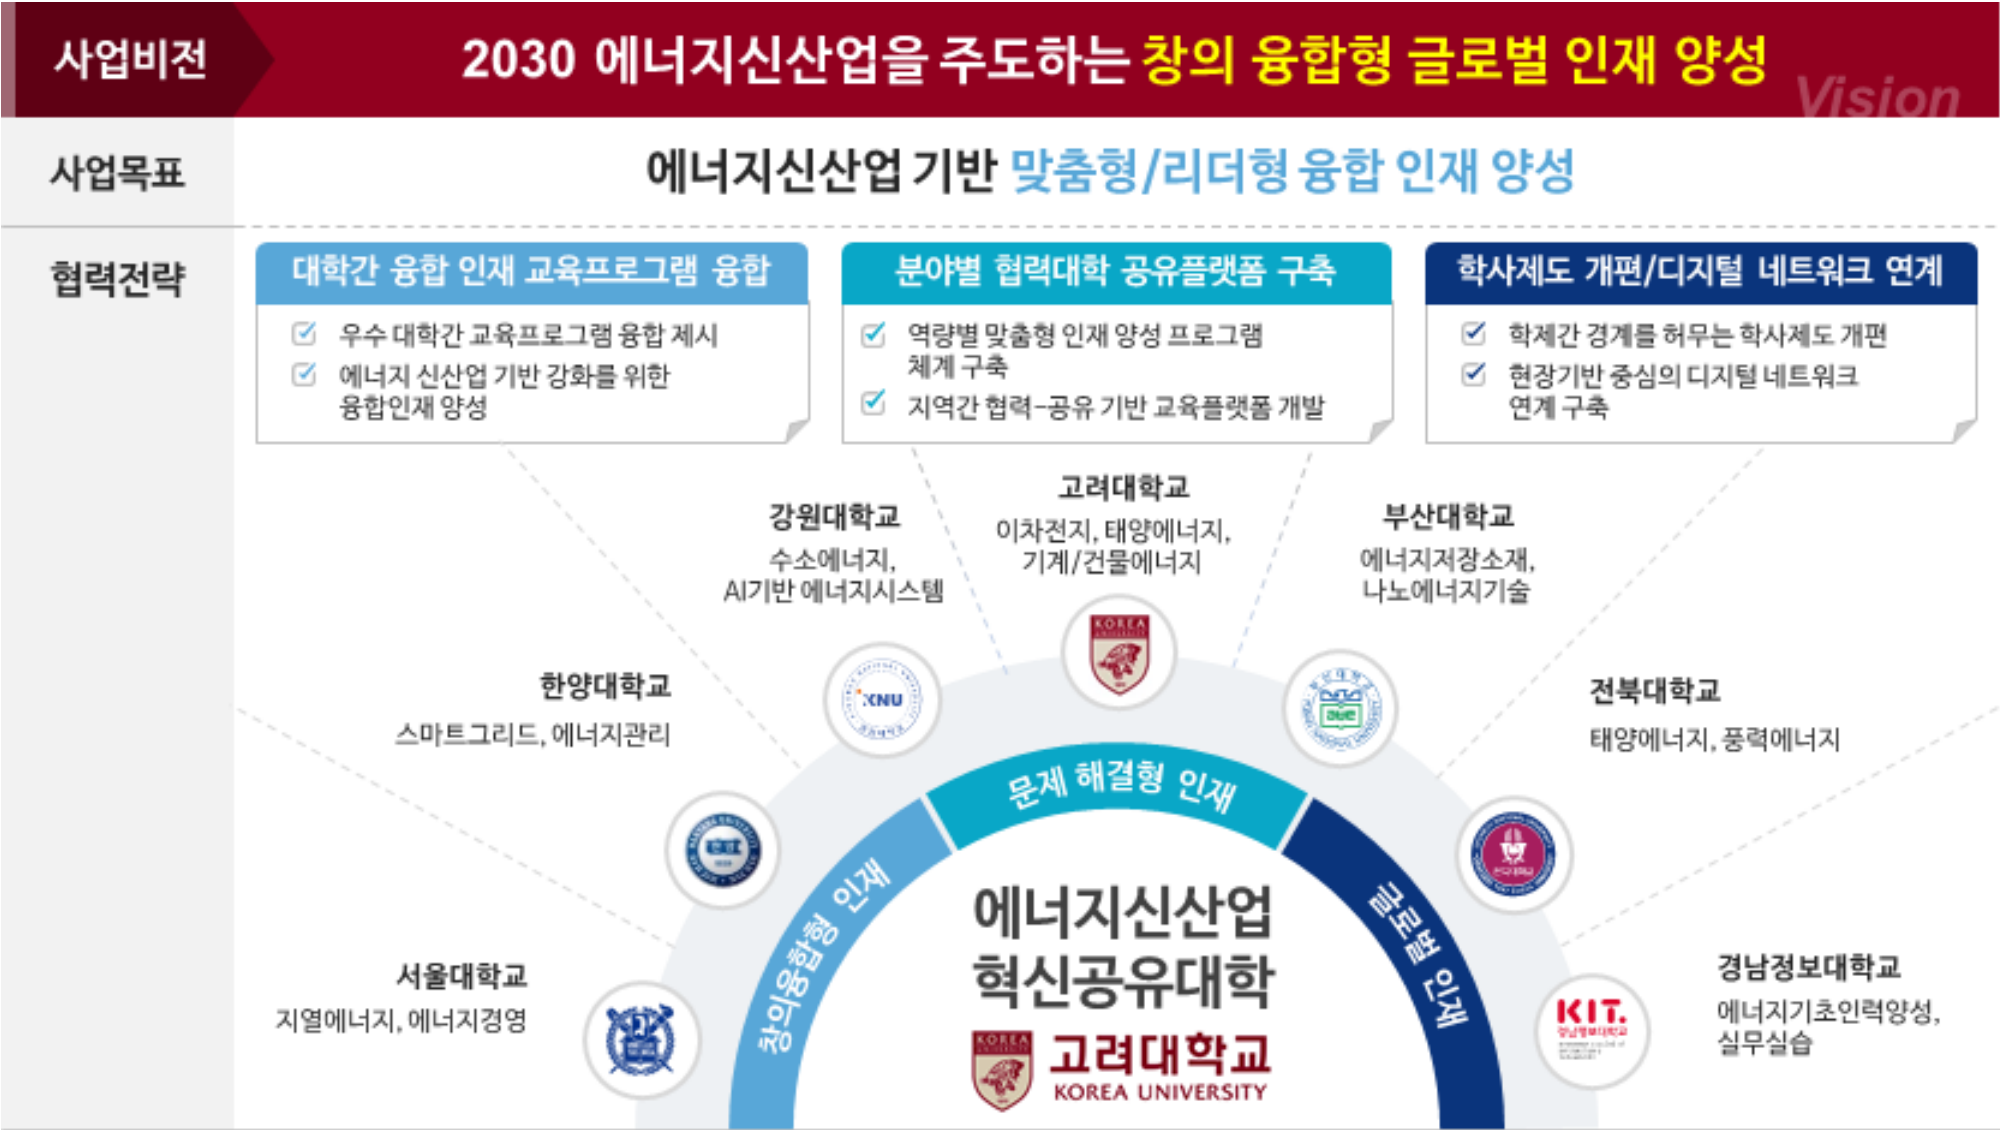 사업비전
2030 에너지신산업을 주도하는 창의 융합형 글로벌 인재 양성
Vision
사업목표
에너지신산업 기반 맞춤형/리더형 융합 인재 양성
협력전략
대학간 융합 인재 교육프로그램 융합
우수 대학간 교육프로그램 융합 제시
에너지 신산업 기반 강화를 위한
융합인재 양성
분야별 협력대학 공유플랫폼 구축
역량별 맞춤형 인재 양성 프로그램
체계 구축
지역간 협력-공유 기반 교육플랫폼 개발
학사제도 개편/디지털 네트워크 연계
학제간 경계를 허무는 학사제도 개편
현장기반 중심의 디지털 네트워크
연계 구축
서울대학교
지열에너지, 에너지경영
한양대학교
스마트그리드, 에너지관리
강원대학교
수소에너지,
AI기반 에너지시스템
KNU
고려대학교
이차전지, 태양에너지,
기계/건물에너지
KOREA
UNIVERSITY
부산대학교
에너지저장소재,
나노에너지기술
전북대학교
태양에너지, 풍력에너지
경남정보대학교
에너지기초인력양성,
실무실습
KIT.
경남정보대학교
창의융합형 인재
문제 해결형 인재
글로벌 인재
에너지신산업
혁신공유대학
KOREA
UNIVERSITY
고려대학교
KOREA UNIVERSITY